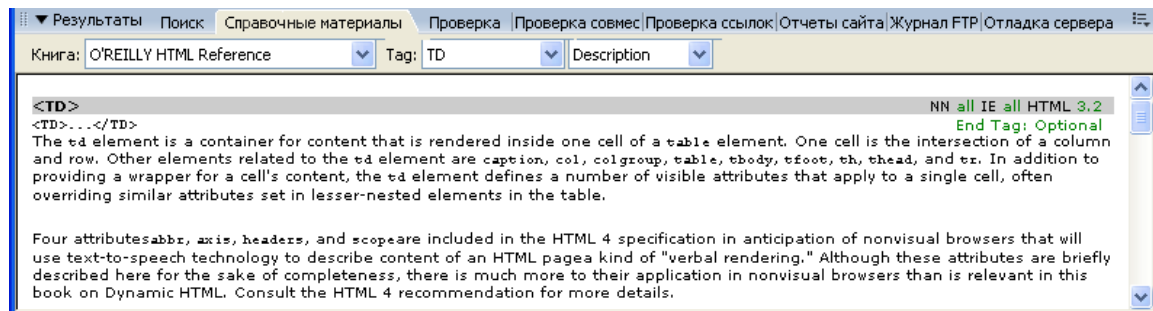 ▼ Результаты Поиск Справочные материалы Проверка Проверка совмес Проверка ссылок Отчеты сайта Журнал FTP Отладка сервера
Книга: O'REILLY HTML Reference Tag: TD Description
<TD> NN all IE all HTML 3.2
<TD>...</TD> End Tag: Optional
The td element is a container for content that is rendered inside one cell of a table element. One cell is the intersection of a column
and row. Other elements related to the td element are caption, col, colgroup, table, tbody, tfoot, th, thead, and tr. In addition to
providing a wrapper for a cell's content, the td element defines a number of visible attributes that apply to a single cell, often
overriding similar attributes set in lesser-nested elements in the table.
Four attributesabbr, axis, headers, and scopeare included in the HTML 4 specification in anticipation of nonvisual browsers that will
use text-to-speech technology to describe content of an HTML pagea kind of "verbal rendering." Although these attributes are briefly
described here for the sake of completeness, there is much more to their application in nonvisual browsers than is relevant in this
book on Dynamic HTML. Consult the HTML 4 recommendation for more details.